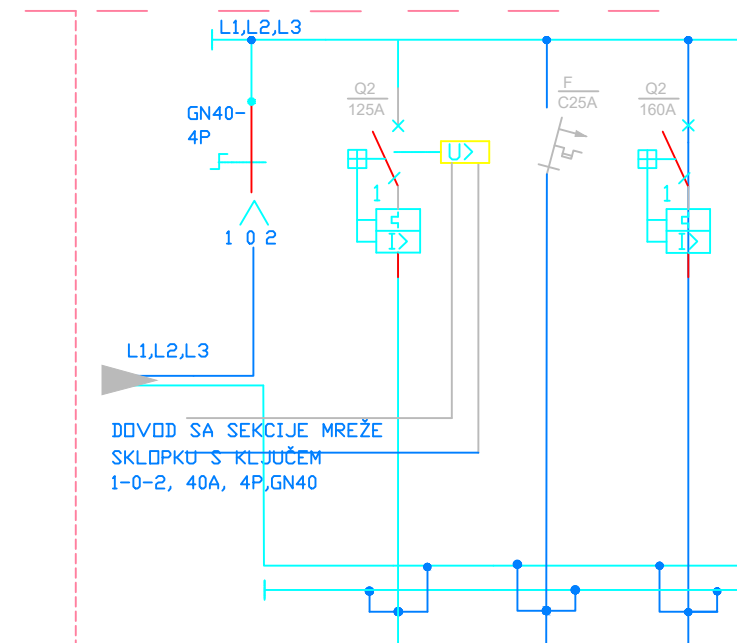 L1,L2,L3
Q2
125A
F
C25A
Q2
160A
GN40-
4P
U>
1
1
I>
I>
1 0 2
L1,L2,L3
DOVOD SA SEKCIJE MREŽE
SKLOPKU S KLJUČEM
1-0-2, 40A, 4P,GN40